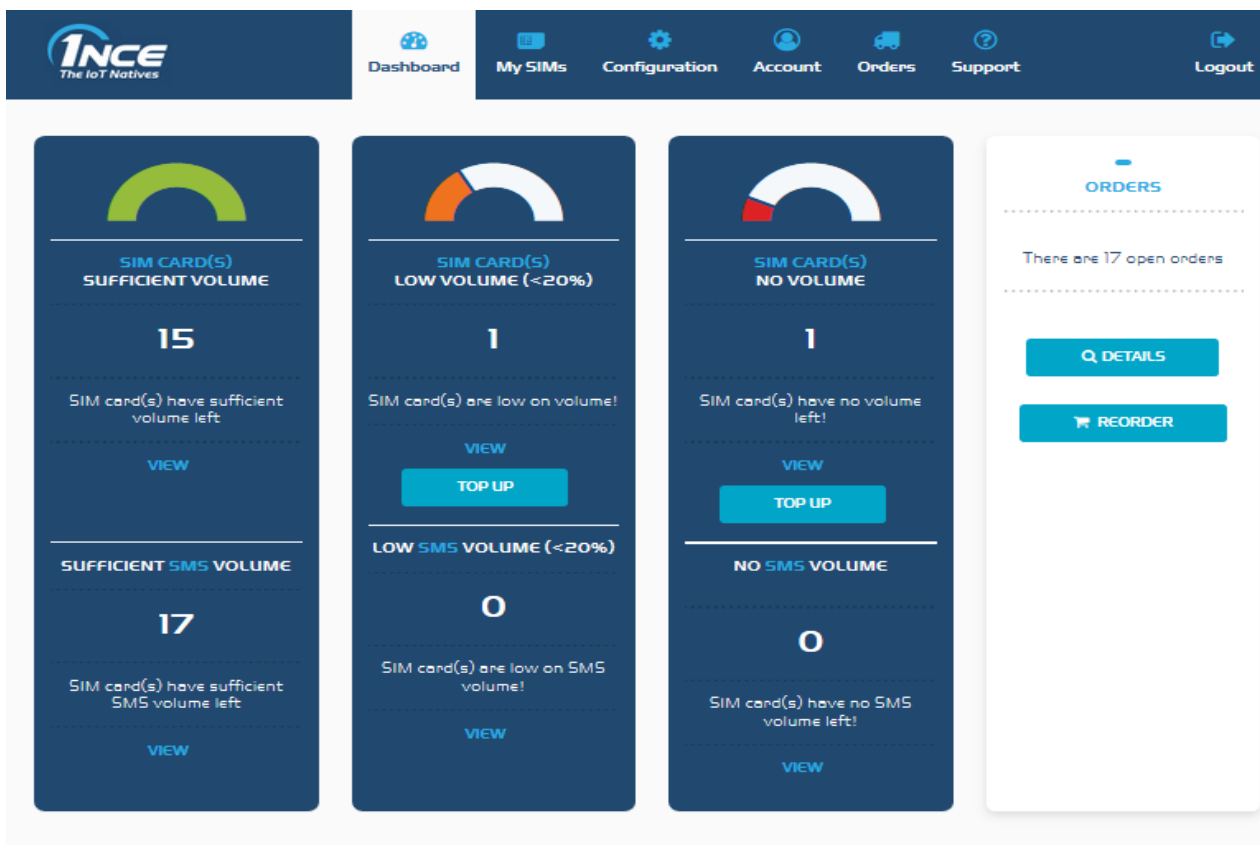 1NCE
The IoT Natives
Dashboard
My SIMs
Configuration
Account
Orders
Support
Logout
SIM CARD(S)
SUFFICIENT VOLUME
15
SIM card(s) have sufficient
volume left
VIEW
SUFFICIENT SMS VOLUME
17
SIM card(s) have sufficient
SMS volume left
VIEW
SIM CARD(S)
LOW VOLUME (<20%)
1
SIM card(s) are low on volume!
VIEW
TOP UP
LOW SMS VOLUME (<20%)
0
SIM card(s) are low on SMS
volume!
VIEW
SIM CARD(S)
NO VOLUME
1
SIM card(s) have no volume
left!
VIEW
TOP UP
NO SMS VOLUME
0
SIM card(s) have no SMS
volume left!
VIEW
ORDERS
There are 17 open orders
DETAILS
REORDER